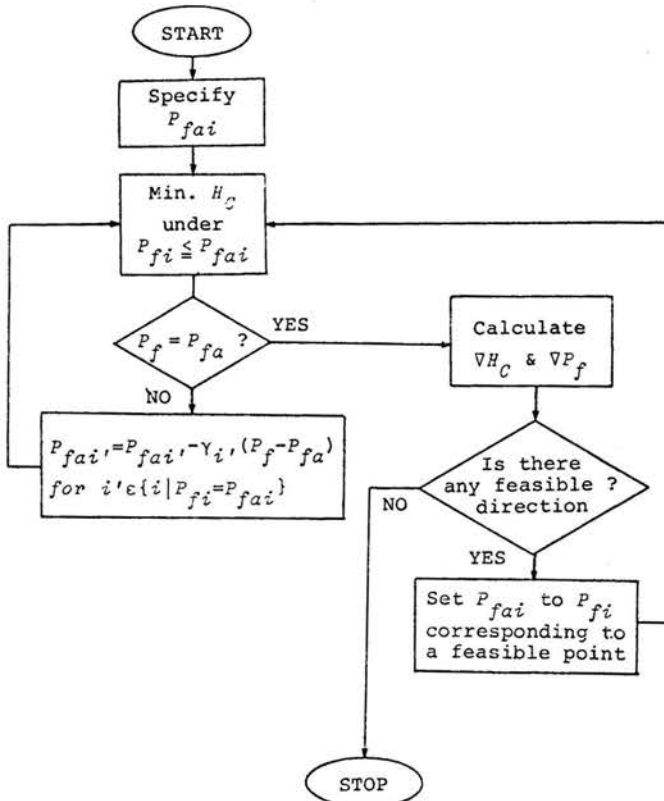 START
Specify
P_fai
Min. H_C
under
P_fi ≦ P_fai
P_f = P_fa ?
YES
NO
P_fai'=P_fai'-γ_i'(P_f-P_fa)
for i'ε{i|P_fi=P_fai}
Calculate
∇H_C & ∇P_f
Is there
any feasible ?
direction
NO
YES
Set P_fai to P_fi
corresponding to
a feasible point
STOP